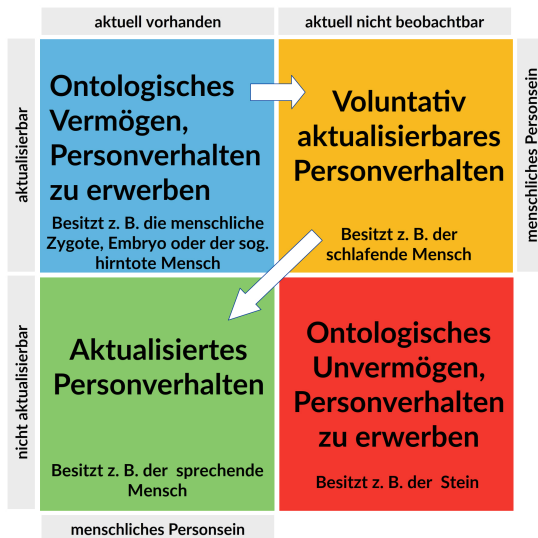 aktuell vorhanden
aktuell nicht beobachtbar
aktualisierbar
Ontologisches
Vermögen,
Personverhalten
zu erwerben
Besitzt z. B. die menschliche
Zygote, Embryo oder der sog.
hirntote Mensch
Voluntativ
aktualisierbares
Personverhalten
Besitzt z. B. der
schlafende Mensch
menschliches Personsein
nicht aktualisierbar
Aktualisiertes
Personverhalten
Besitzt z. B. der sprechende
Mensch
Ontologisches
Unvermögen,
Personverhalten
zu erwerben
Besitzt z. B. der Stein
menschliches Personsein